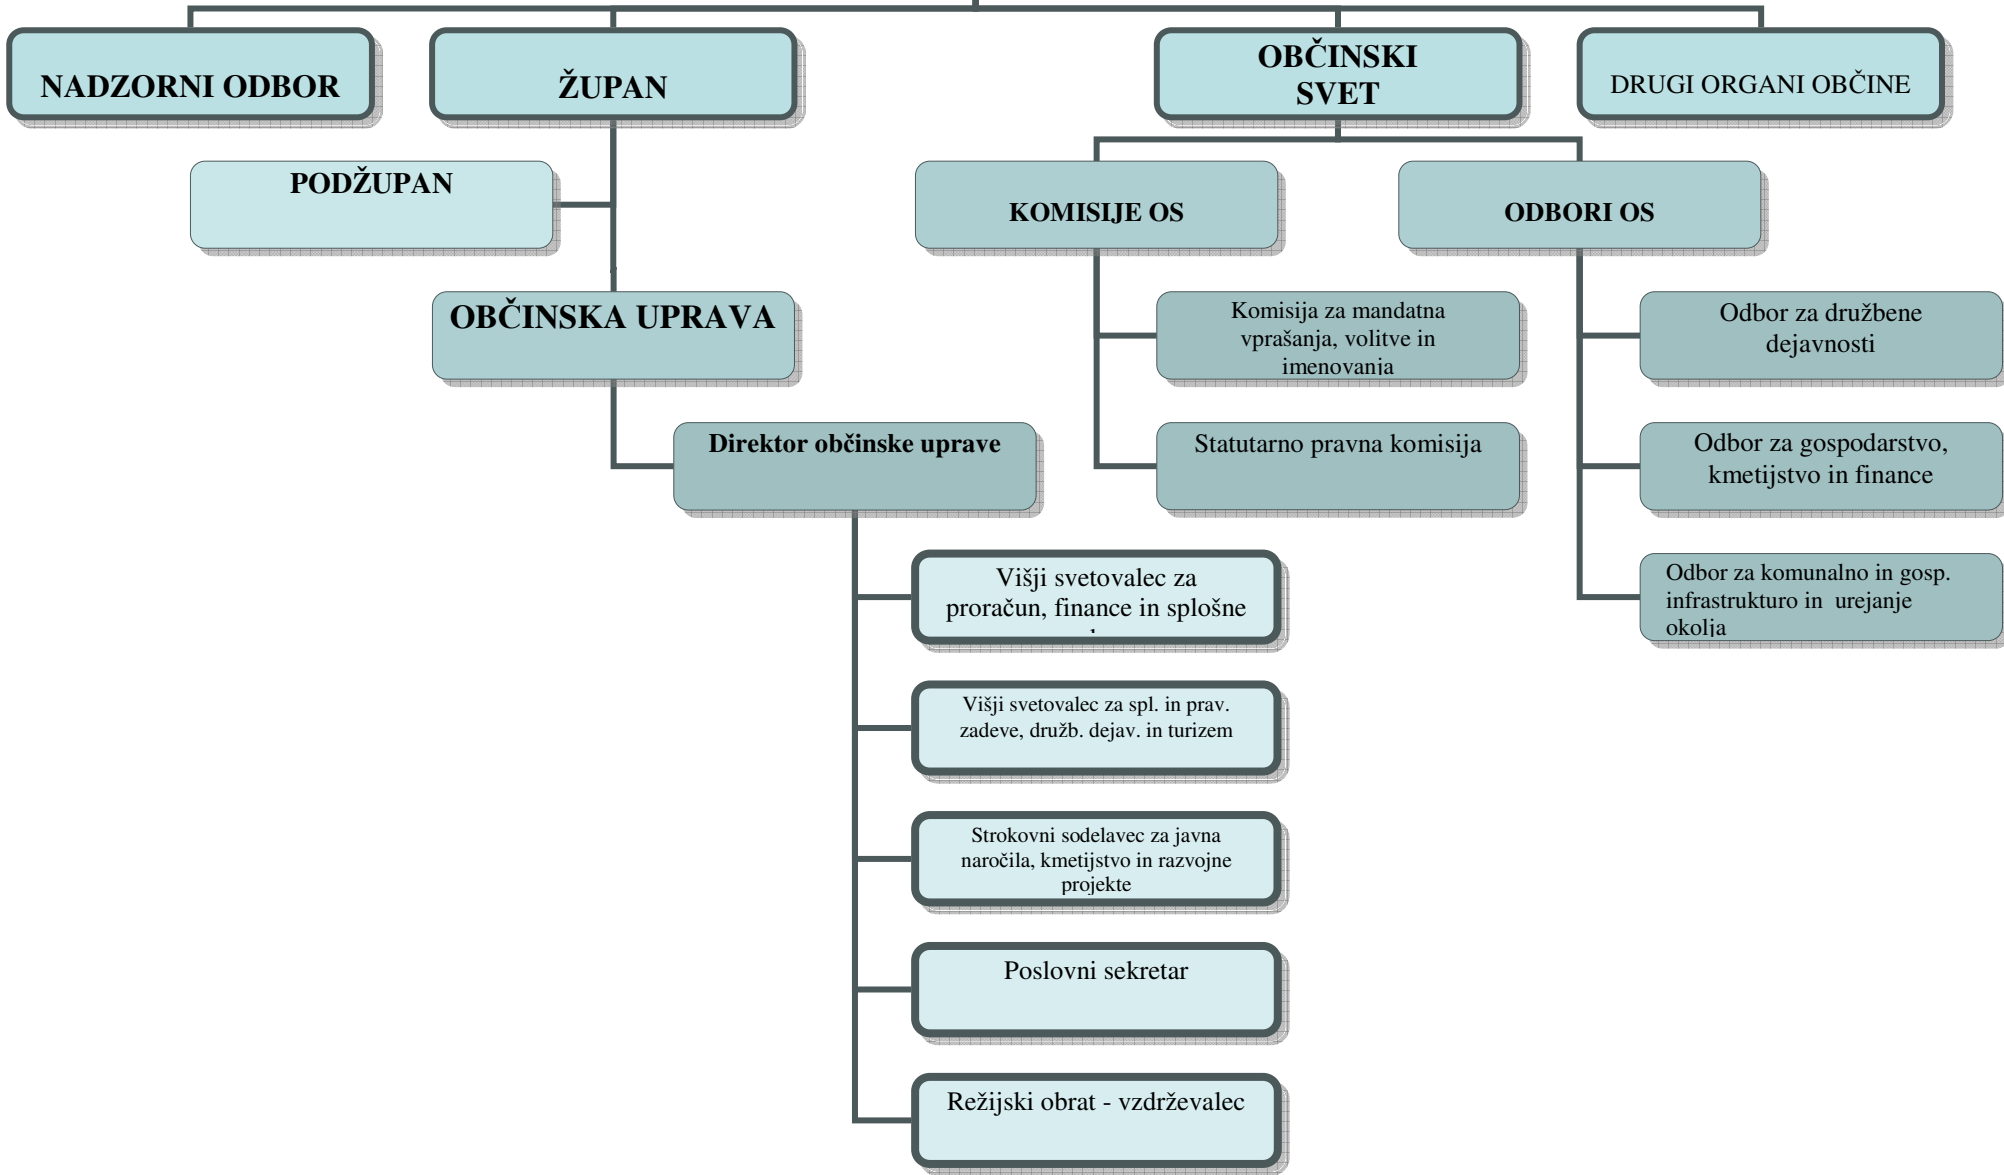 NADZORNI ODBOR
ŽUPAN
OBČINSKI
SVET
DRUGI ORGANI OBČINE
PODŽUPAN
KOMISIJE OS
ODBORI OS
OBČINSKA UPRAVA
Komisija za mandatna
vprašanja, volitve in
imenovanja
Odbor za družbene
dejavnosti
Direktor občinske uprave
Statutarno pravna komisija
Odbor za gospodarstvo,
kmetijstvo in finance
Višji svetovalec za
proračun, finance in splošne
Odbor za komunalno in gosp.
infrastrukturo in urejanje
okolja
Višji svetovalec za spl. in prav.
zadeve, družb. dejav. in turizem
Strokovni sodelavec za javna
naročila, kmetijstvo in razvojne
projekte
Poslovni sekretar
Režijski obrat - vzdrževalec